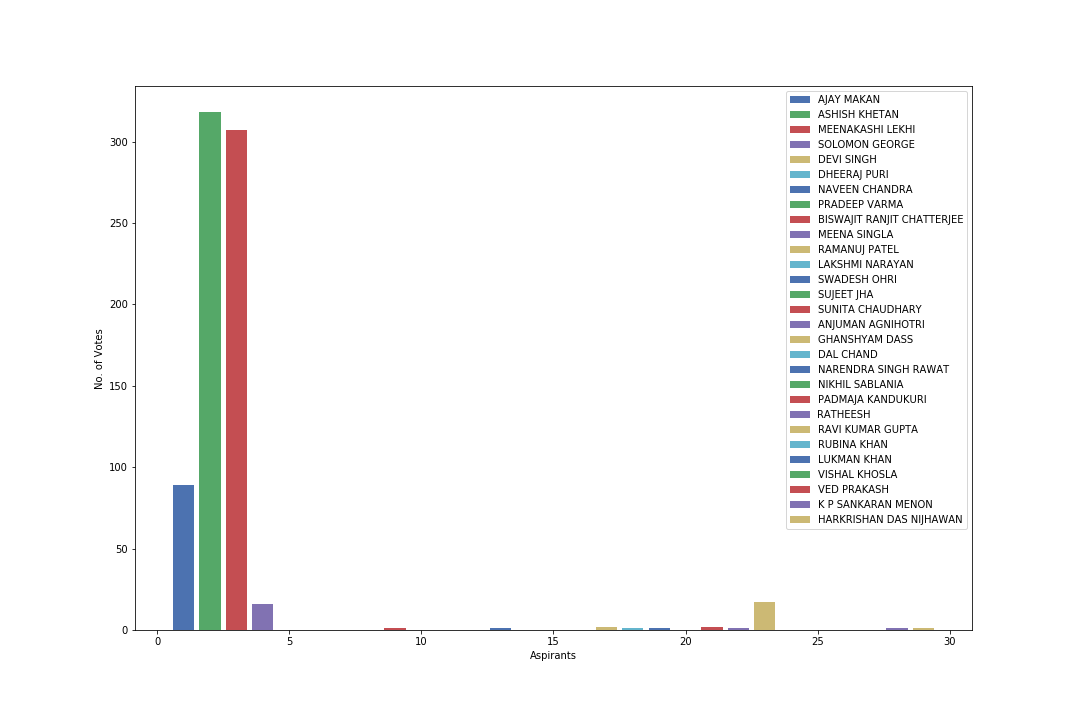 AJAY MAKAN
ASHISH KHETAN
MEENAKASHI LEKHI
SOLOMON GEORGE
DEVI SINGH
DHEERAJ PURI
NAVEEN CHANDRA
PRADEEP VARMA
BISWAJIT RANJIT CHATTERJEE
MEENA SINGLA
RAMANUJ PATEL
LAKSHMI NARAYAN
SWADESH OHRI
SUJEET JHA
SUNITA CHAUDHARY
ANJUMAN AGNIHOTRI
GHANSHYAM DASS
DAL CHAND
NARENDRA SINGH RAWAT
NIKHIL SABLANIA
PADMAJA KANDUKURI
RATHEESH
RAVI KUMAR GUPTA
RUBINA KHAN
LUKMAN KHAN
VISHAL KHOSLA
VED PRAKASH
K P SANKARAN MENON
HARKRISHAN DAS NIJHAWAN
No. of Votes
300
250
200
150
100
50
0
0 5 10 15 20 25 30
Aspirants